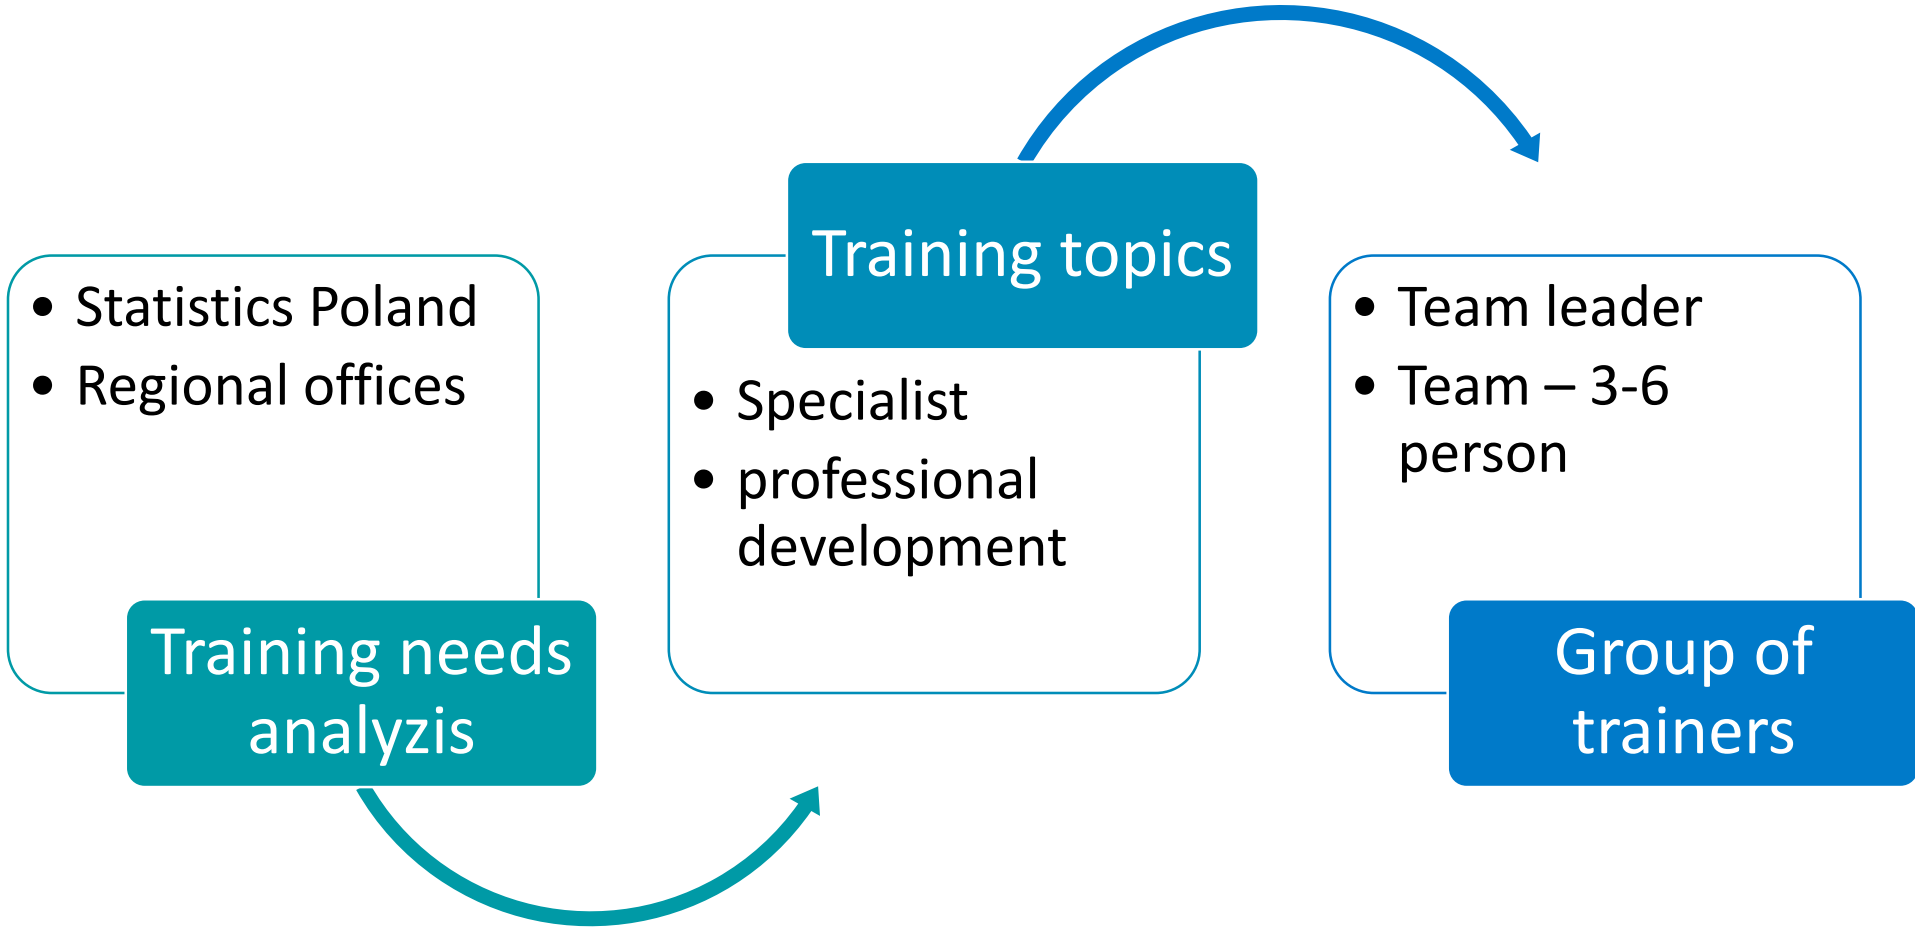 • Statistics Poland
• Regional offices
Training needs
analyzis
Training topics
• Specialist
• professional
development
• Team leader
• Team – 3-6
person
Group of
trainers